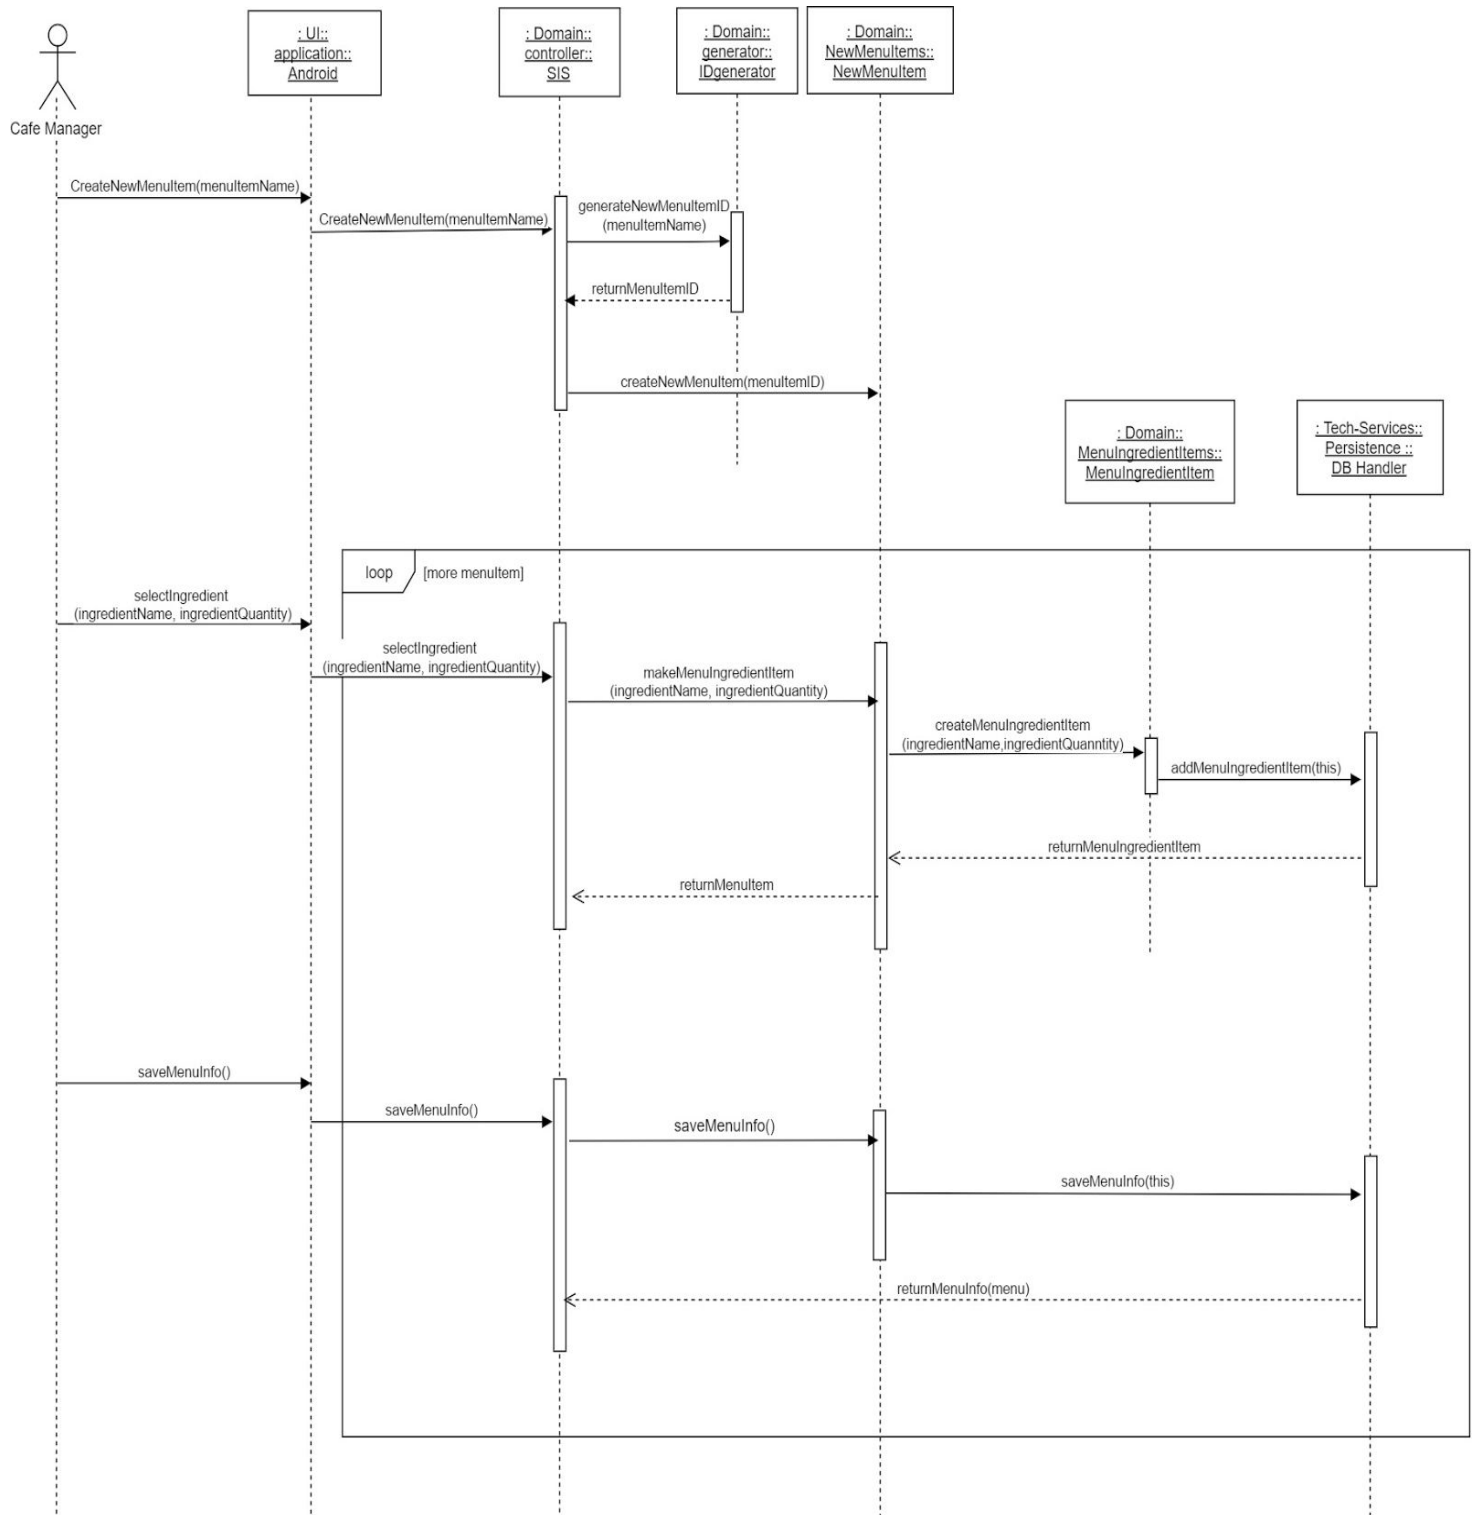 : UI::
application::
Android
: Domain::
controller::
SIS
: Domain::
generator::
IDgenerator
: Domain::
NewMenuItems::
NewMenuItem
Cafe Manager
CreateNewMenuItem(menuItemName)
CreateNewMenuItem(menuItemName)
generateNewMenuItemID
(menuItemName)
returnMenuItemID
createNewMenuItem(menuItemID)
: Domain::
MenuIngredientItems::
MenuIngredientItem
: Tech-Services::
Persistence ::
DB Handler
loop
[more menuItem]
selectIngredient
(ingredientName, ingredientQuantity)
selectIngredient
(ingredientName, ingredientQuantity)
makeMenuIngredientItem
(ingredientName, ingredientQuantity)
createMenuIngredientItem
(ingredientName,ingredientQuanntity)
addMenuIngredientItem(this)
returnMenuIngredientItem
returnMenuItem
saveMenuInfo()
saveMenuInfo()
saveMenuInfo()
saveMenuInfo(this)
returnMenuInfo(menu)